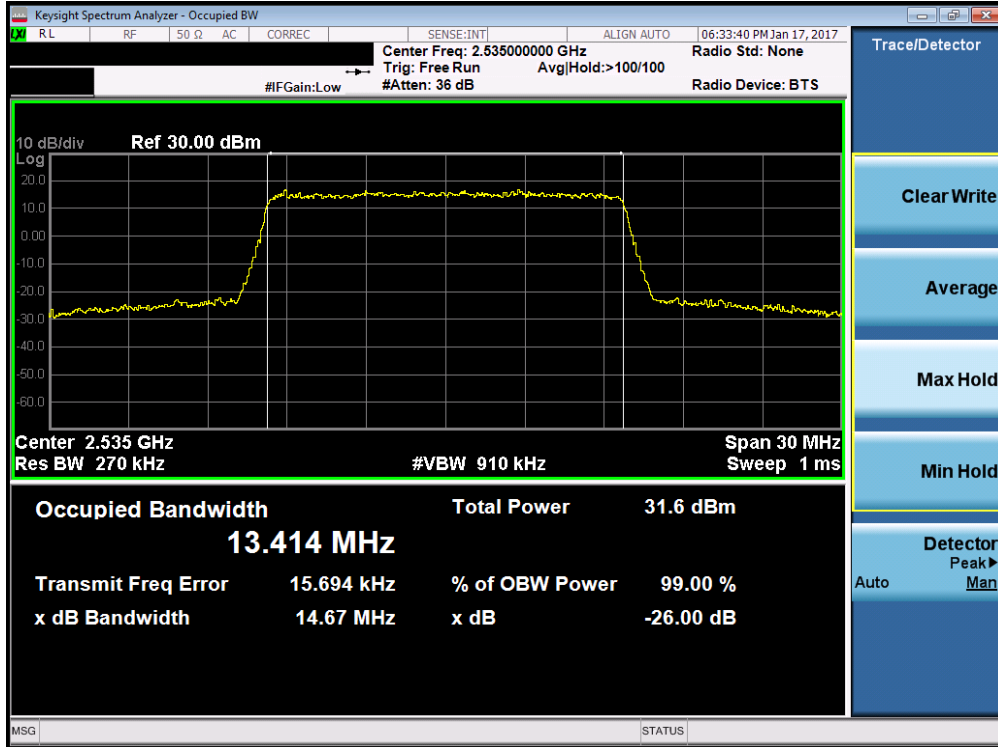 Keysight Spectrum Analyzer - Occupied BW
LXI RL RF 50 Ω AC CORREC SENSE:INT ALIGN AUTO 06:33:40 PM Jan 17, 2017
Center Freq: 2.535000000 GHz Radio Std: None
Trig: Free Run Avg|Hold:>100/100
#IFGain:Low #Atten: 36 dB Radio Device: BTS
Trace/Detector
10 dB/div Ref 30.00 dBm
Log
20.0
10.0
0.00
-10.0
-20.0
-30.0
-40.0
-50.0
-60.0
Center 2.535 GHz Span 30 MHz
Res BW 270 kHz #VBW 910 kHz Sweep 1 ms
Occupied Bandwidth Total Power 31.6 dBm
13.414 MHz
Transmit Freq Error 15.694 kHz % of OBW Power 99.00 %
x dB Bandwidth 14.67 MHz x dB -26.00 dB
Clear Write
Average
Max Hold
Min Hold
Detector
Peak▶
Auto Man
MSG STATUS